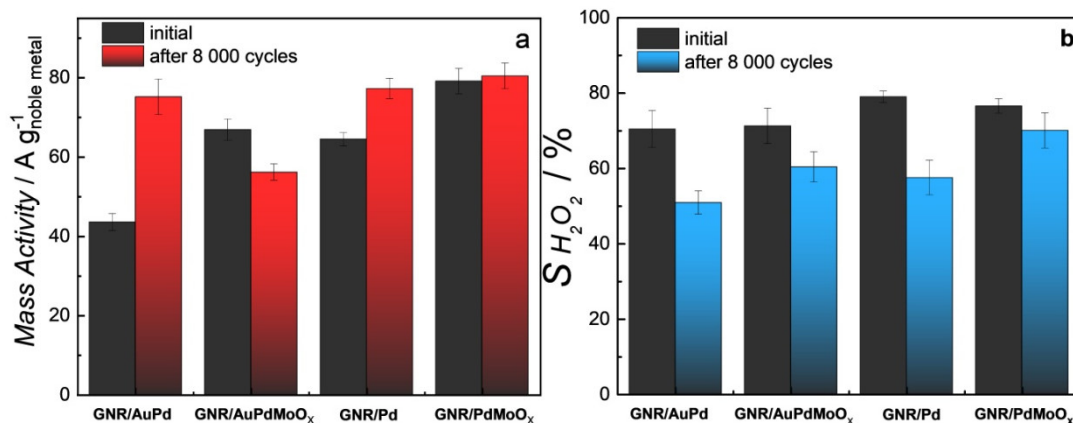 a
initial
after 8 000 cycles
Mass Activity / A g⁻¹noble metal
80
60
40
20
0
GNR/AuPd GNR/AuPdMoOₓ GNR/Pd GNR/PdMoOₓ
b
initial
after 8 000 cycles
S H₂O₂ / %
100
80
60
40
20
0
GNR/AuPd GNR/AuPdMoOₓ GNR/Pd GNR/PdMoOₓ